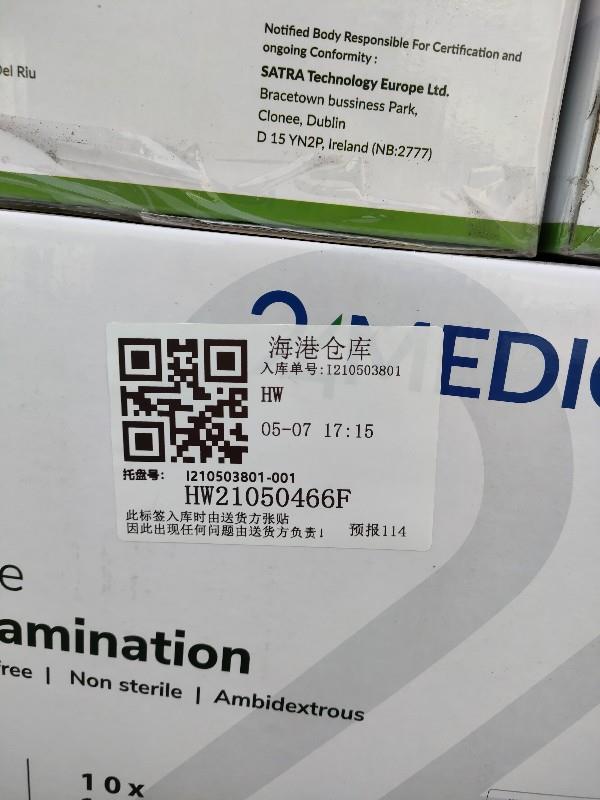 Notified Body Responsible For Certification and
ongoing Conformity :
SATRA Technology Europe Ltd.
Bracetown bussiness Park,
Clonee, Dublin
D 15 YN2P, Ireland (NB:2777)
Del Riu
海港仓库
入库单号:I210503801
HW
05-07 17:15
托盘号: I210503801-001
HW21050466F
此标签入库时由送货方张贴
因此出现任何问题由送货方负责! 预报114
Non sterile | Ambidextrous
10 x